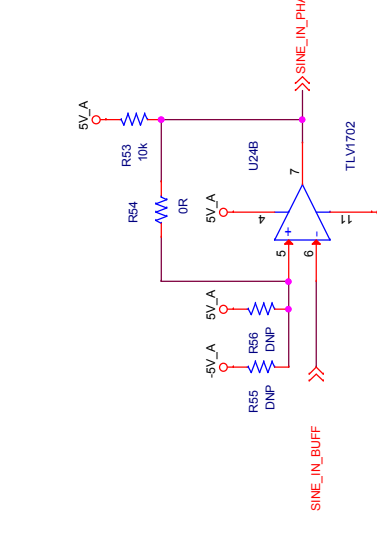 SINE_IN_PHA
5V_A
R53
10k
R54
0R
U24B
TLV1702
7
5V_A
4
11
+
-
5
6
5V_A
R56
DNP
-5V_A
R55
DNP
SINE_IN_BUFF